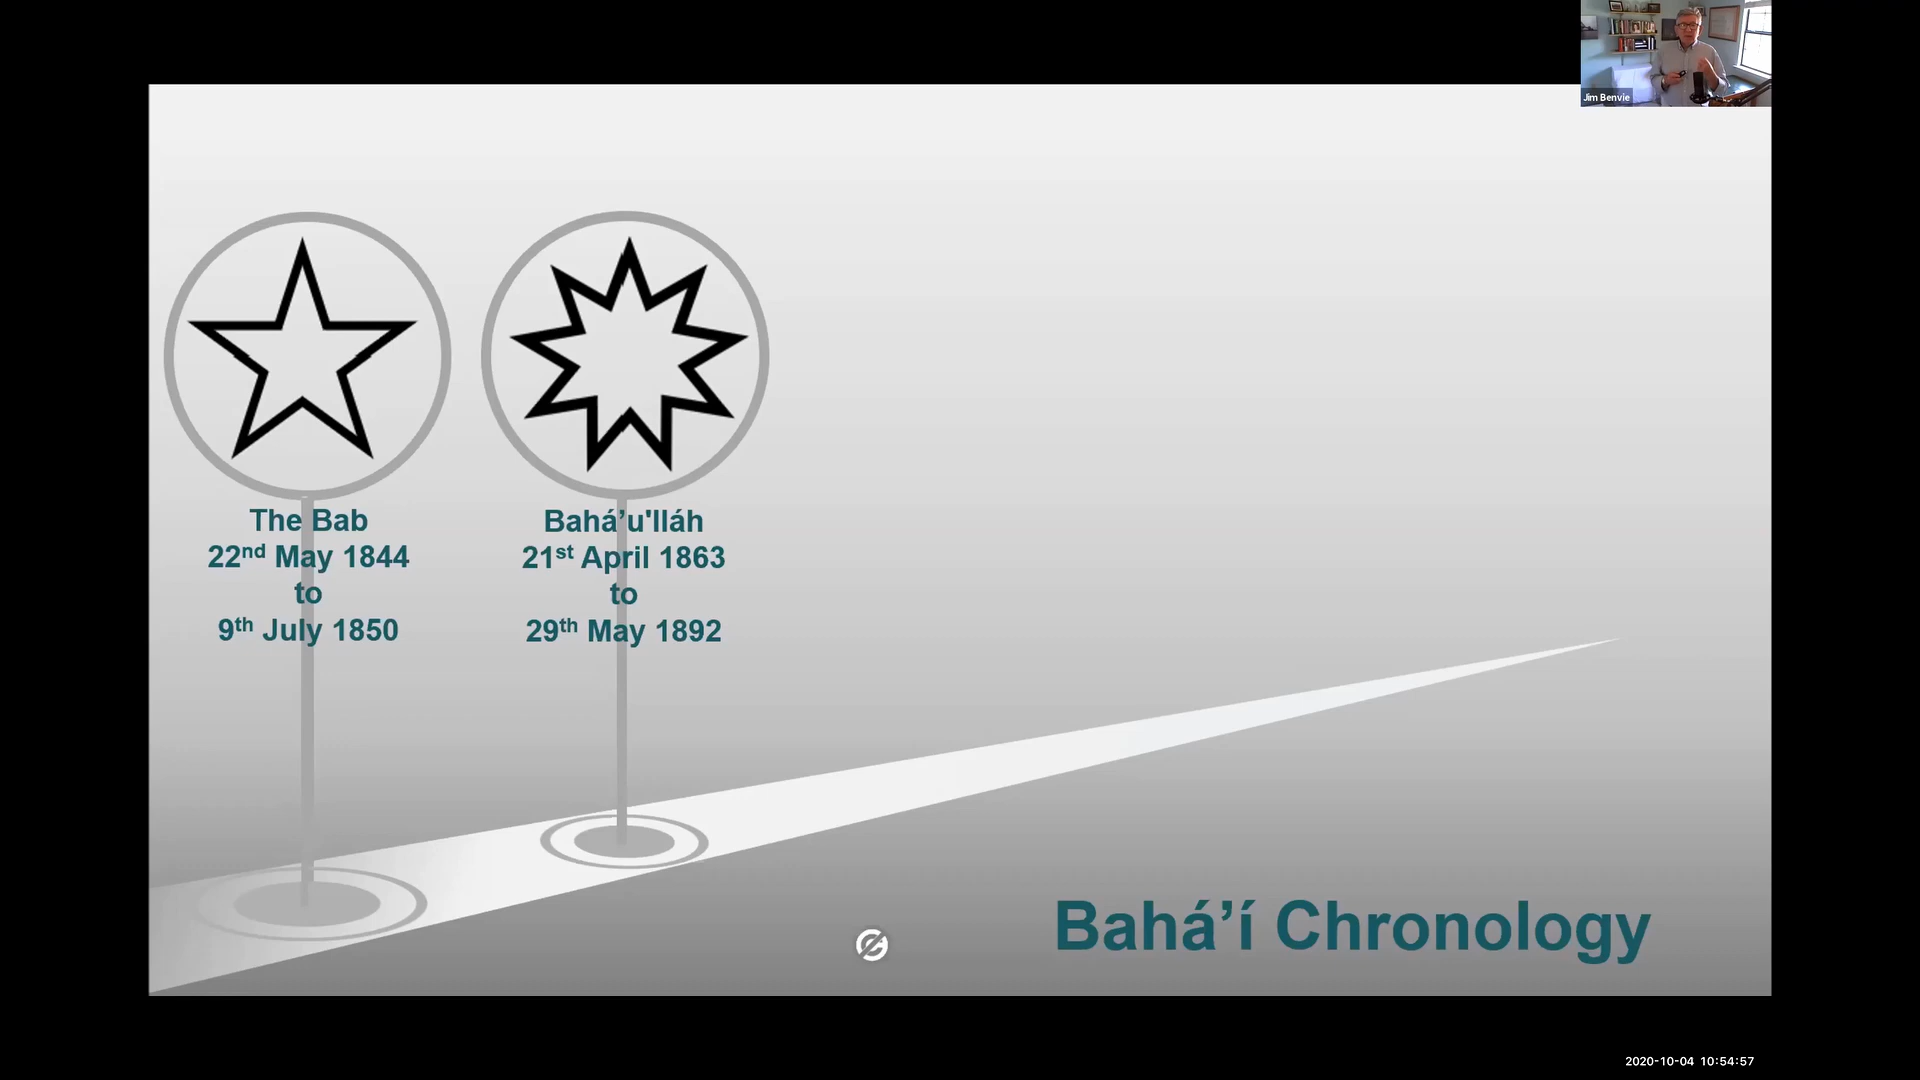 Jim Benvie
The Bab
22nd May 1844
to
9th July 1850
Bahá’u'lláh
21st April 1863
to
29th May 1892
Bahá’í Chronology
2020-10-04 10:54:57